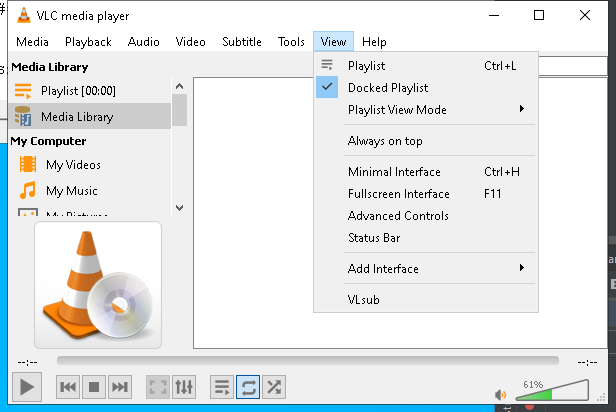 #
VLC media player
Media Playback Audio Video Subtitle Tools View Help
Media Library
Playlist [00:00]
Media Library
My Computer
My Videos
My Music
My Pictures
Playlist Ctrl+L
Docked Playlist
Playlist View Mode
Always on top
Minimal Interface Ctrl+H
Fullscreen Interface F11
Advanced Controls
Status Bar
Add Interface
VLsub
--:-- --:--
61%